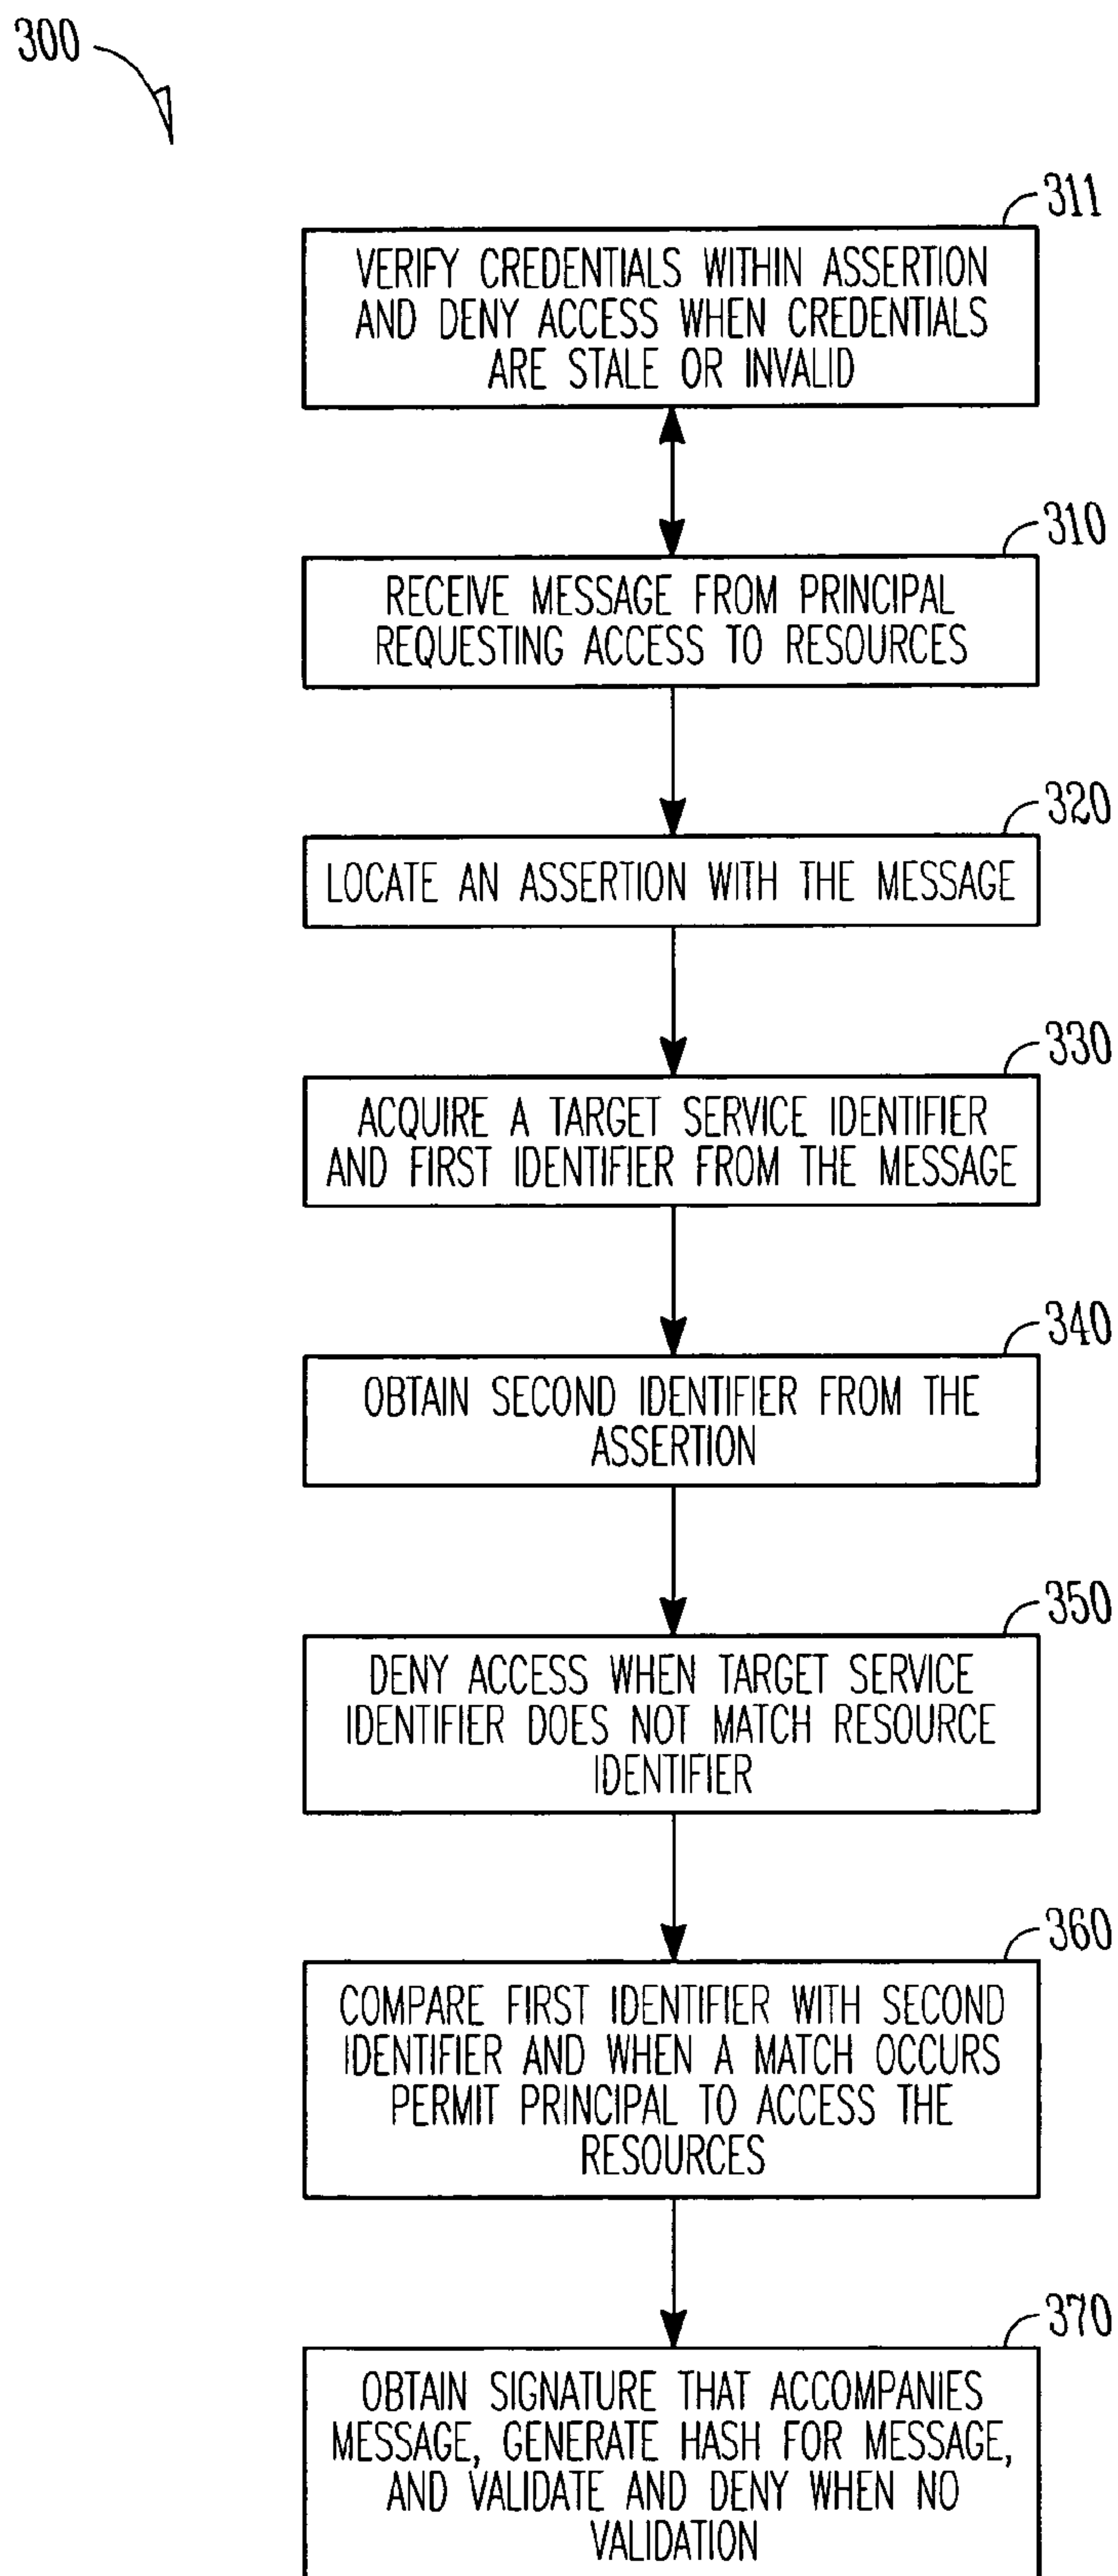 300
311
VERIFY CREDENTIALS WITHIN ASSERTION
AND DENY ACCESS WHEN CREDENTIALS
ARE STALE OR INVALID
310
RECEIVE MESSAGE FROM PRINCIPAL
REQUESTING ACCESS TO RESOURCES
320
LOCATE AN ASSERTION WITH THE MESSAGE
330
ACQUIRE A TARGET SERVICE IDENTIFIER
AND FIRST IDENTIFIER FROM THE MESSAGE
340
OBTAIN SECOND IDENTIFIER FROM THE
ASSERTION
350
DENY ACCESS WHEN TARGET SERVICE
IDENTIFIER DOES NOT MATCH RESOURCE
IDENTIFIER
360
COMPARE FIRST IDENTIFIER WITH SECOND
IDENTIFIER AND WHEN A MATCH OCCURS
PERMIT PRINCIPAL TO ACCESS THE
RESOURCES
370
OBTAIN SIGNATURE THAT ACCOMPANIES
MESSAGE, GENERATE HASH FOR MESSAGE,
AND VALIDATE AND DENY WHEN NO
VALIDATION